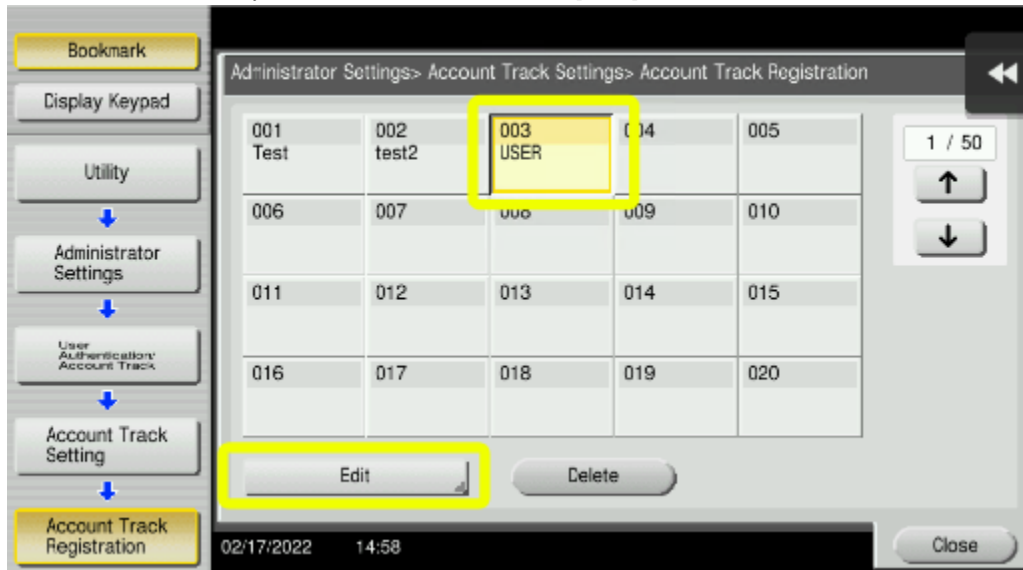 Bookmark
Display Keypad
Utility
Administrator
Settings
User
Authentication/
Account Track
Account Track
Setting
Account Track
Registration
Administrator Settings> Account Track Settings> Account Track Registration
001 002 003 004 005
Test test2 USER
1 / 50
006 007 008 009 010
011 012 013 014 015
016 017 018 019 020
Edit Delete
02/17/2022 14:58 Close